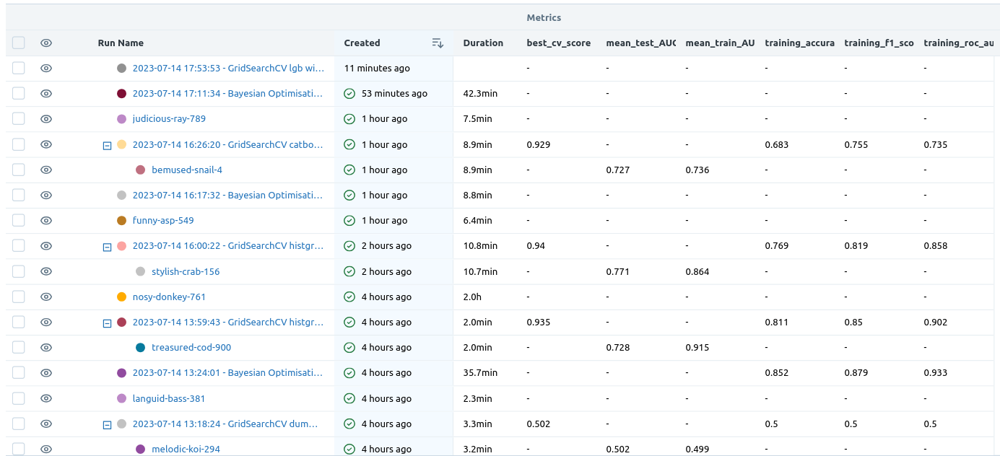 Metrics
Run Name Created Duration best_cv_score mean_test_AUC mean_train_AU training_accura training_f1_sco training_roc_au
2023-07-14 17:53:53 - GridSearchCV lgb wi... 11 minutes ago - - - - - -
2023-07-14 17:11:34 - Bayesian Optimisati... 53 minutes ago 42.3min - - - - - -
judicious-ray-789 1 hour ago 7.5min - - - - - -
2023-07-14 16:26:20 - GridSearchCV catbo... 1 hour ago 8.9min 0.929 - - 0.683 0.755 0.735
bemused-snail-4 1 hour ago 8.9min - 0.727 0.736 - - -
2023-07-14 16:17:32 - Bayesian Optimisati... 1 hour ago 8.8min - - - - - -
funny-asp-549 1 hour ago 6.4min - - - - - -
2023-07-14 16:00:22 - GridSearchCV histgr... 2 hours ago 10.8min 0.94 - - 0.769 0.819 0.858
stylish-crab-156 2 hours ago 10.7min - 0.771 0.864 - - -
nosy-donkey-761 4 hours ago 2.0h - - - - - -
2023-07-14 13:59:43 - GridSearchCV histgr... 4 hours ago 2.0min 0.935 - - 0.811 0.85 0.902
treasured-cod-900 4 hours ago 2.0min - 0.728 0.915 - - -
2023-07-14 13:24:01 - Bayesian Optimisati... 4 hours ago 35.7min - - - 0.852 0.879 0.933
languid-bass-381 4 hours ago 2.3min - - - - - -
2023-07-14 13:18:24 - GridSearchCV dum... 4 hours ago 3.3min 0.502 - - 0.5 0.5 0.5
melodic-koi-294 4 hours ago 3.2min - 0.502 0.499 - - -